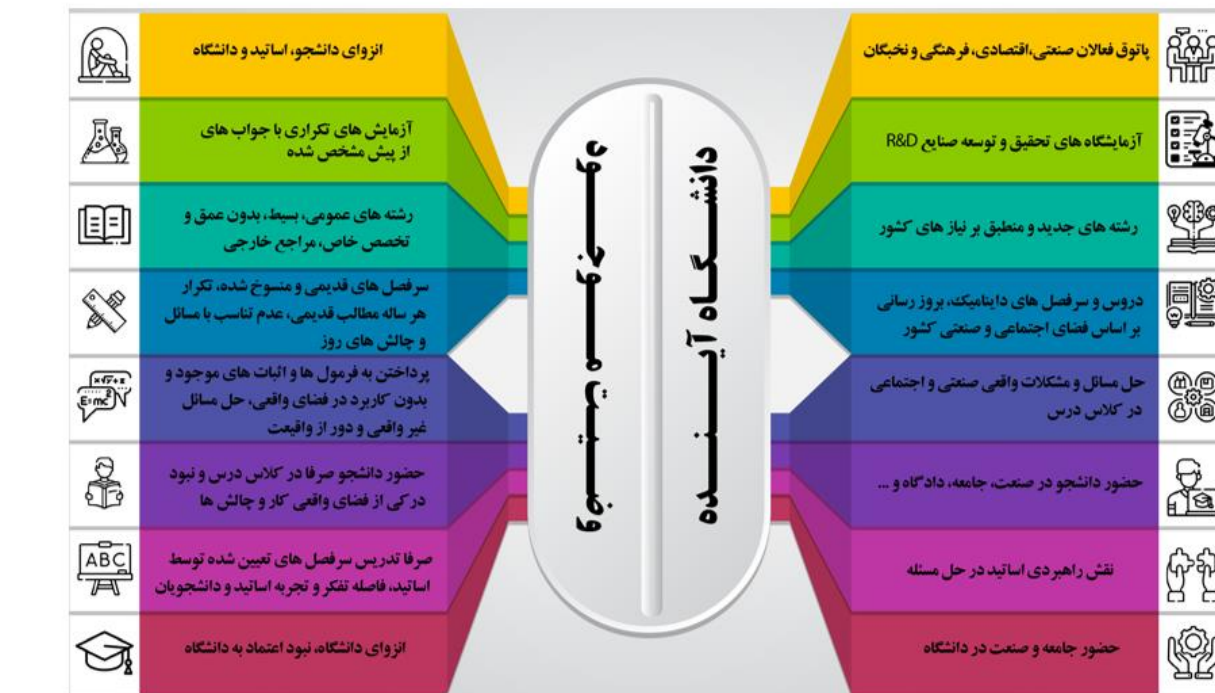 پاتوق فعالان صنعتی،اقتصادی، فرهنگی و نخبگان
آزمایشگاه های تحقیق و توسعه صنایع R&D
رشته های جدید و منطبق بر نیاز های کشور
دروس و سرفصل های داینامیک، بروز رسانی
بر اساس فضای اجتماعی و صنعتی کشور
حل مسائل و مشکلات واقعی صنعتی و اجتماعی
در کلاس درس
حضور دانشجو در صنعت، جامعه، دادگاه و ...
نقش راهبردی اساتید در حل مسئله
حضور جامعه و صنعت در دانشگاه
دانشگاه آینده
وضعیت موجود
انزوای دانشجو، اساتید و دانشگاه
آزمایش های تکراری با جواب های
از پیش مشخص شده
رشته های عمومی، بسیط، بدون عمق و
تخصص خاص، مراجع خارجی
سرفصل های قدیمی و منسوخ شده، تکرار
هر ساله مطالب قدیمی، عدم تناسب با مسائل
و چالش های روز
پرداختن به فرمول ها و اثبات های موجود و
بدون کاربرد در فضای واقعی، حل مسائل
غیر واقعی و دور از واقیعت
حضور دانشجو صرفا در کلاس درس و نبود
درکی از فضای واقعی کار و چالش ها
صرفا تدریس سرفصل های تعیین شده توسط
اساتید، فاصله تفکر و تجربه اساتید و دانشجویان
انزوای دانشگاه، نبود اعتماد به دانشگاه
E=mc²
ABC